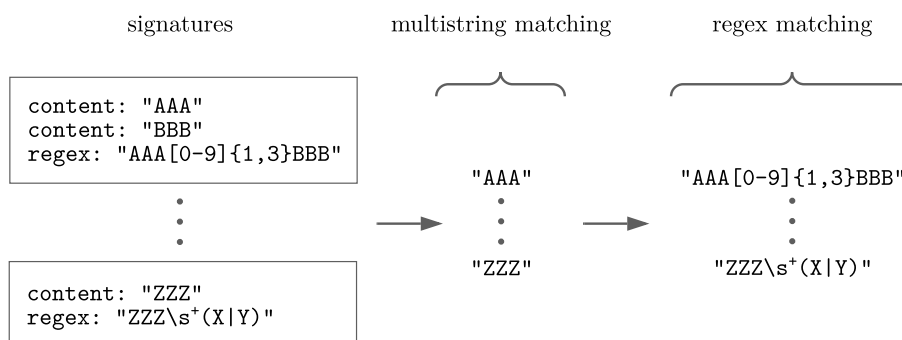 signatures
multistring matching
regex matching
content: "AAA"
content: "BBB"
regex: "AAA[0-9]{1,3}BBB"
"AAA"
"AAA[0-9]{1,3}BBB"
"ZZZ"
"ZZZ\s⁺(X|Y)"
content: "ZZZ"
regex: "ZZZ\s⁺(X|Y)"